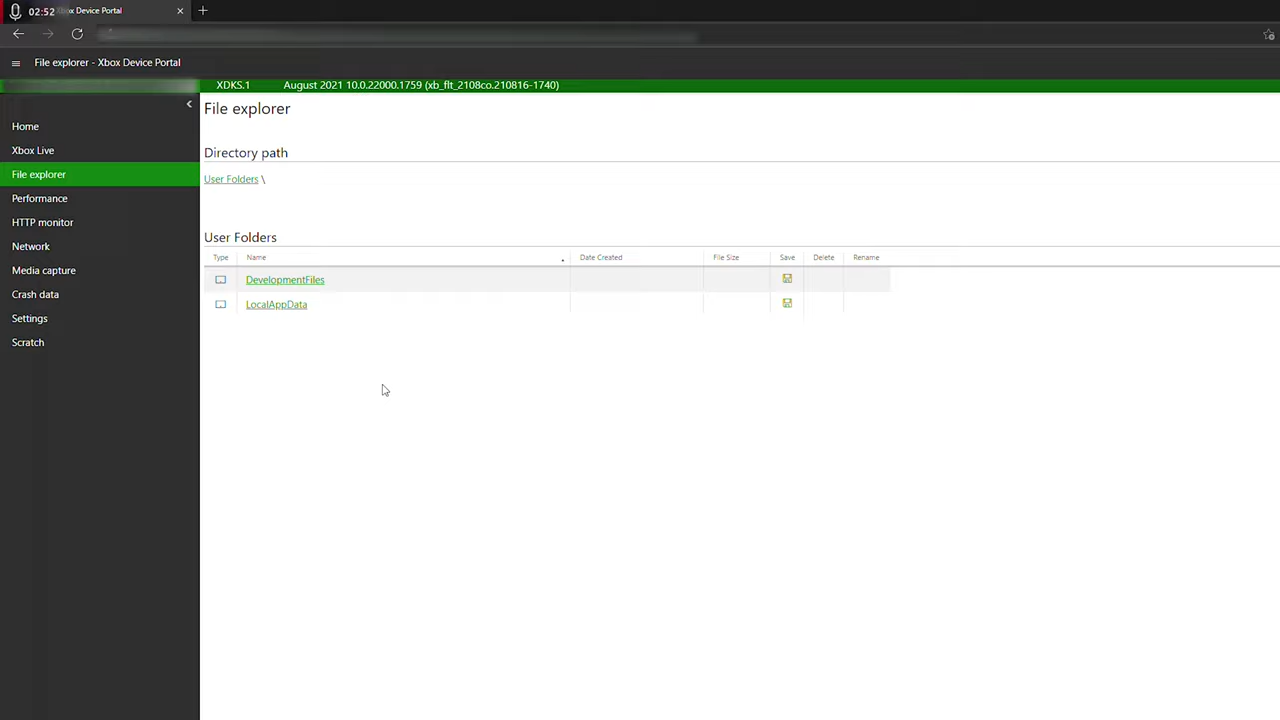 02:52
Xbox Device Portal
File explorer - Xbox Device Portal
XDKS.1 August 2021 10.0.22000.1759 (xb_flt_2108co.210816-1740)
Home
Xbox Live
File explorer
Performance
HTTP monitor
Network
Media capture
Crash data
Settings
Scratch
File explorer
Directory path
User Folders \
User Folders
Type Name Date Created File Size Save Delete Rename
DevelopmentFiles
LocalAppData